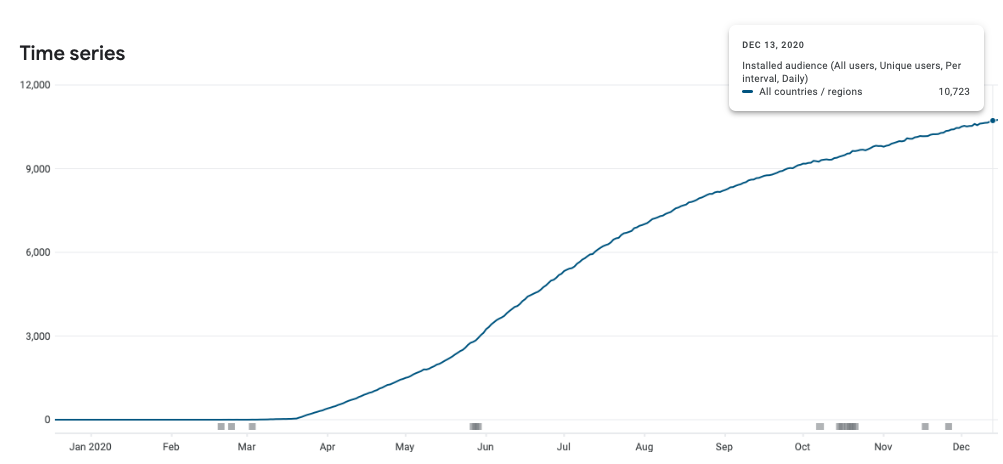 Time series
DEC 13, 2020
Installed audience (All users, Unique users, Per
interval, Daily)
All countries / regions 10,723
12,000
9,000
6,000
3,000
0
Jan 2020 Feb Mar Apr May Jun Jul Aug Sep Oct Nov Dec